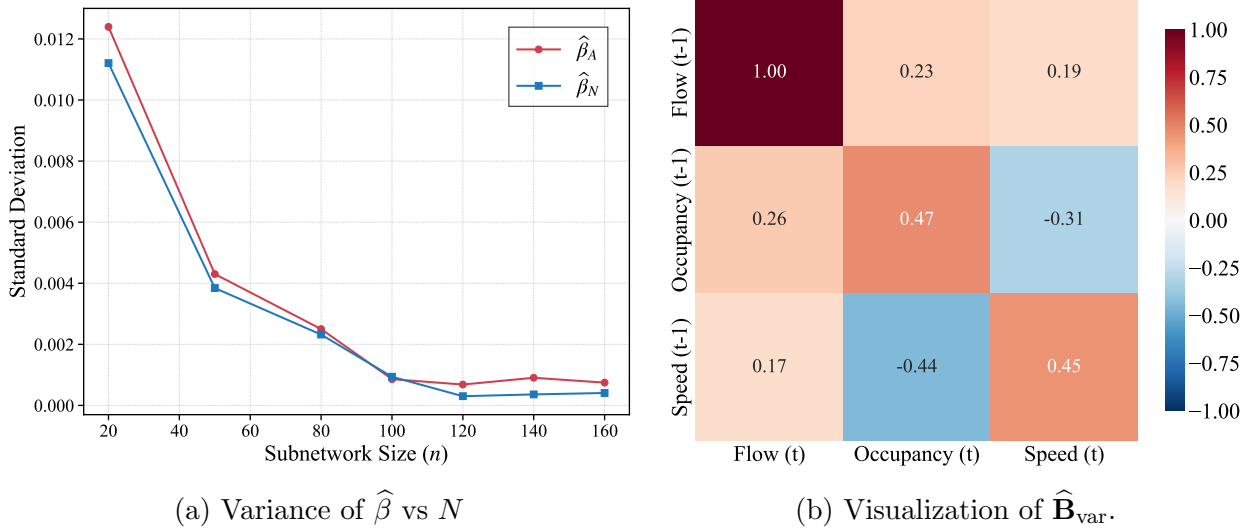 0.012
0.010
0.008
0.006
0.004
0.002
0.000
Standard Deviation
20 40 60 80 100 120 140 160
Subnetwork Size (n)
β̂_A
β̂_N
(a) Variance of β̂ vs N
Flow (t-1)
Occupancy (t-1)
Speed (t-1)
1.00 0.23 0.19
0.26 0.47 -0.31
0.17 -0.44 0.45
Flow (t) Occupancy (t) Speed (t)
1.00
0.75
0.50
0.25
0.00
−0.25
−0.50
−0.75
−1.00
(b) Visualization of B̂_var.